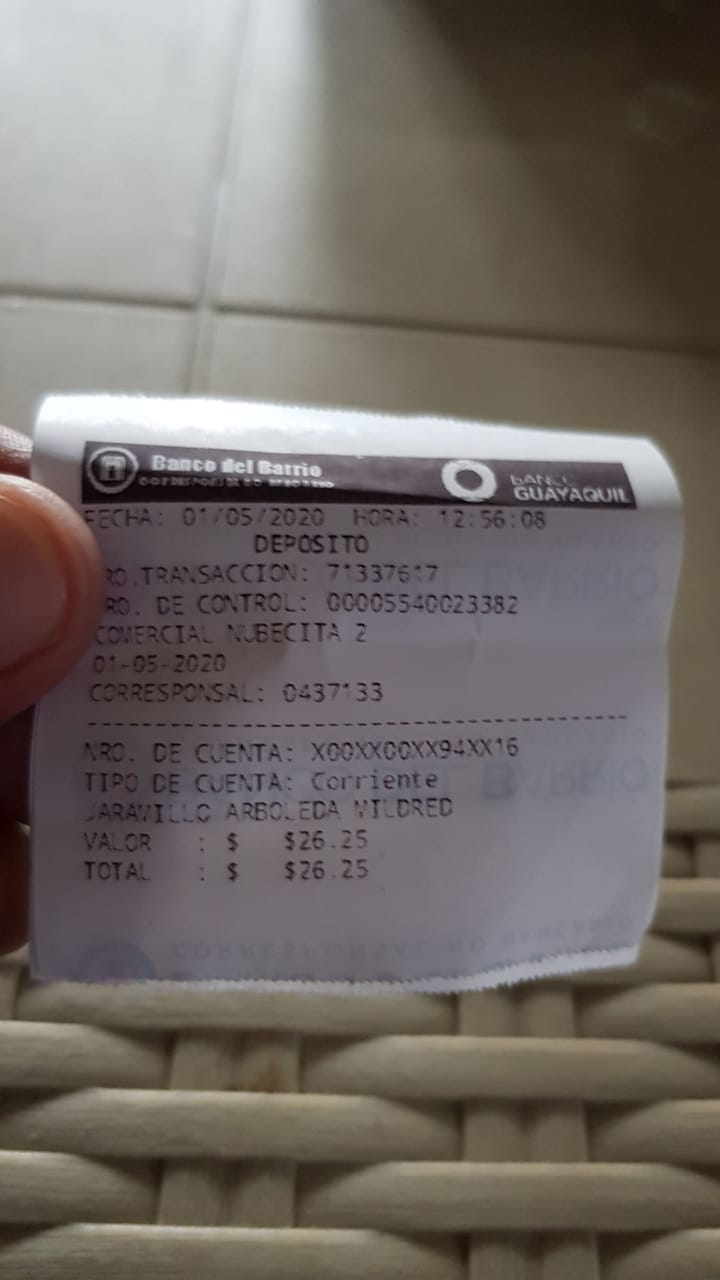 Banco del Barrio
BANCO
GUAYAQUIL
FECHA: 01/05/2020 HORA: 12:56:08
DEPOSITO
RO.TRANSACCION: 71337617
RO. DE CONTROL: 00005540023382
COMERCIAL NUBECITA 2
01-05-2020
CORRESPONSAL: 0437133
NRO. DE CUENTA: X00XX00XX94XX16
TIPO DE CUENTA: Corriente
JARAMILLO ARBOLEDA MILDRED
VALOR : $ $26.25
TOTAL : $ $26.25